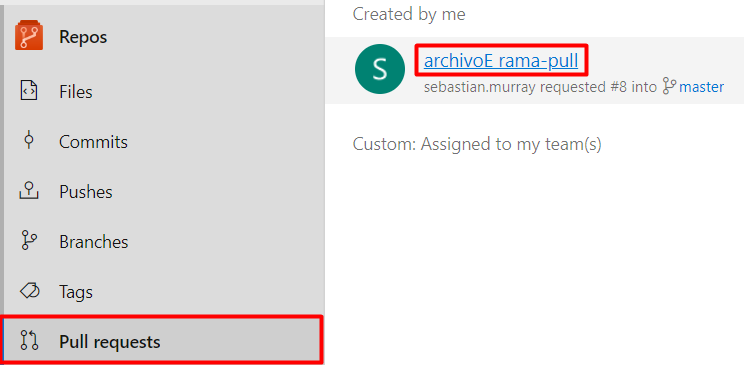 Repos
Files
Commits
Pushes
Branches
Tags
Pull requests
Created by me
S
archivoE rama-pull
sebastian.murray requested #8 into master
Custom: Assigned to my team(s)